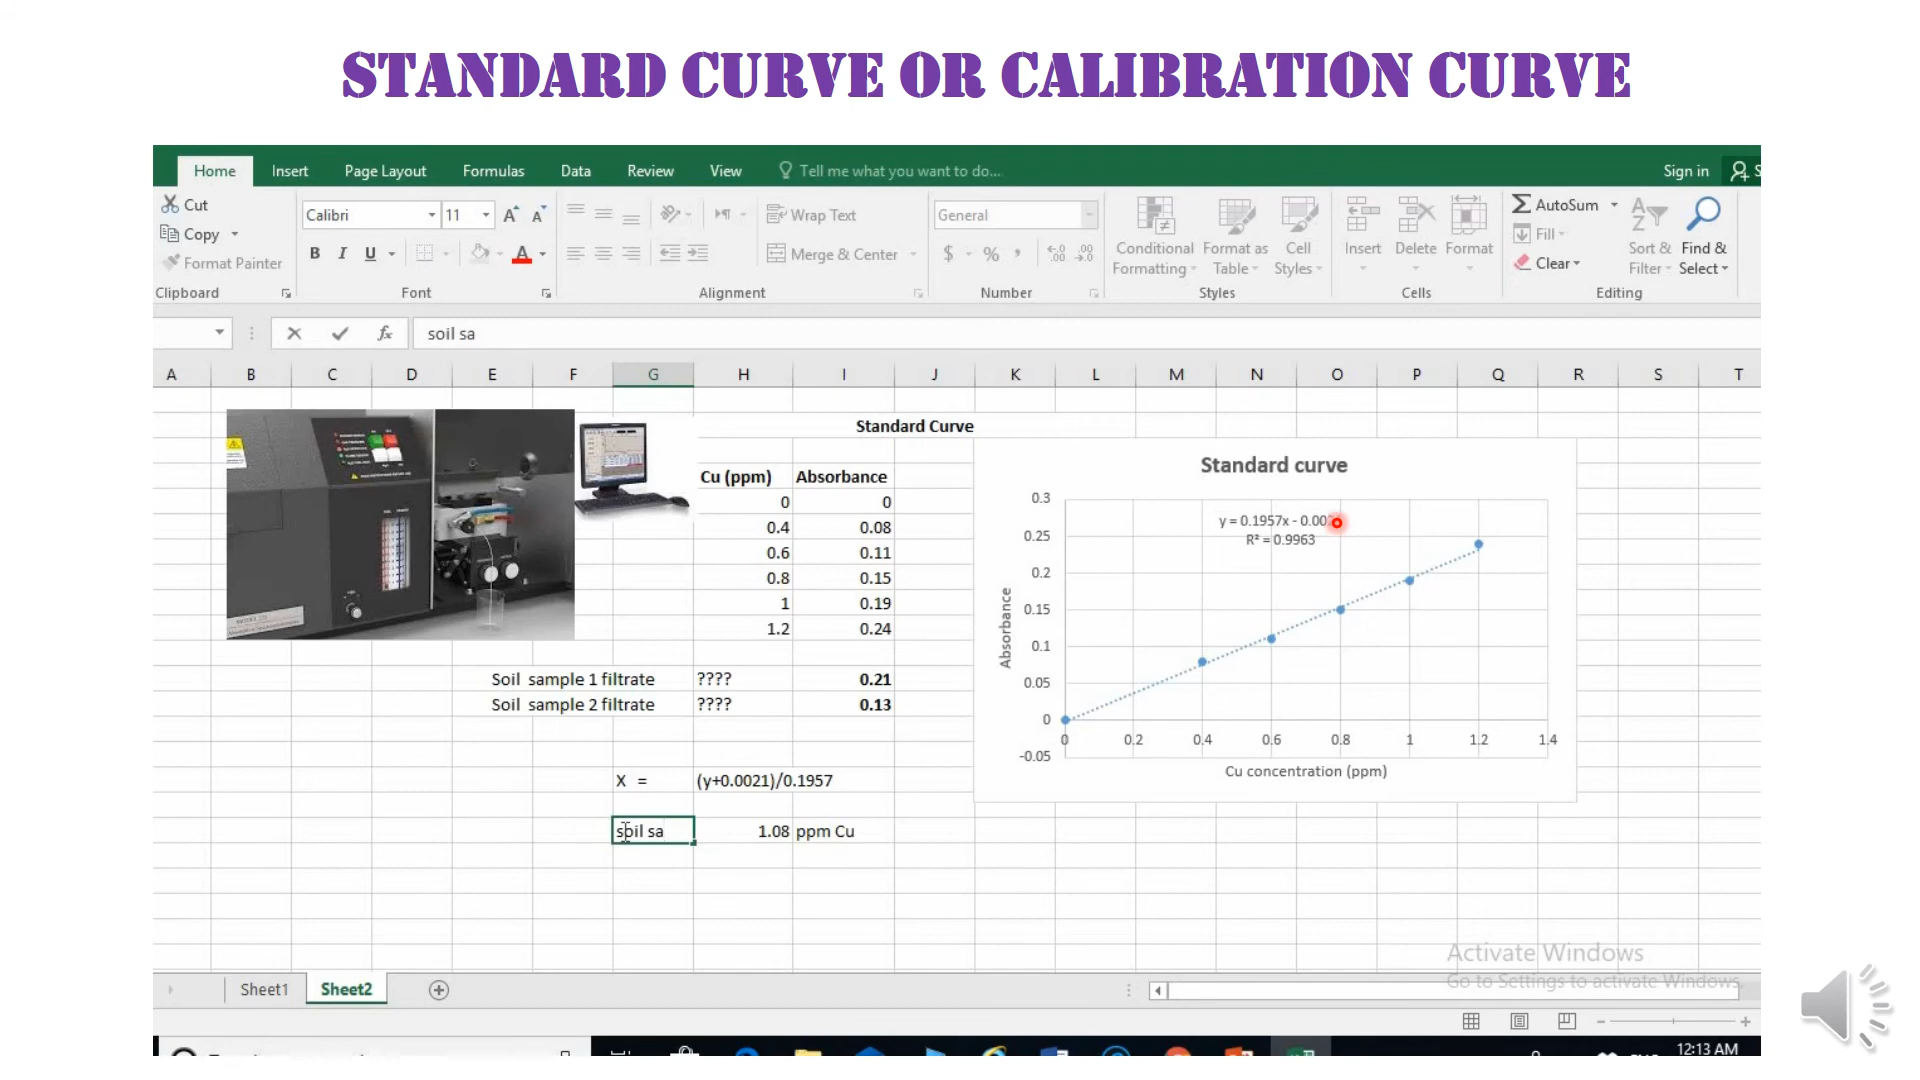 STANDARD CURVE OR CALIBRATION CURVE
Home Insert Page Layout Formulas Data Review View Tell me what you want to do... Sign in
Cut
Copy
Format Painter
Clipboard
Calibri 11
B I U
Font
Wrap Text
Merge & Center
Alignment
General
$ % ,
Number
Conditional Formatting
Format as Table
Cell Styles
Styles
Insert Delete Format
Cells
AutoSum
Fill
Clear
Sort & Filter
Find & Select
Editing
fx soil sa
A B C D E F G H I J K L M N O P Q R S T
Standard Curve
Cu (ppm) Absorbance
0 0
0.4 0.08
0.6 0.11
0.8 0.15
1 0.19
1.2 0.24
Soil sample 1 filtrate ???? 0.21
Soil sample 2 filtrate ???? 0.13
X = (y+0.0021)/0.1957
soil sa 1.08 ppm Cu
Standard curve
y = 0.1957x - 0.00
R² = 0.9963
0.3
0.25
0.2
0.15
0.1
0.05
0
-0.05
Absorbance
0 0.2 0.4 0.6 0.8 1 1.2 1.4
Cu concentration (ppm)
Activate Windows
Go to Settings to activate Windows.
Sheet1 Sheet2
12:13 AM